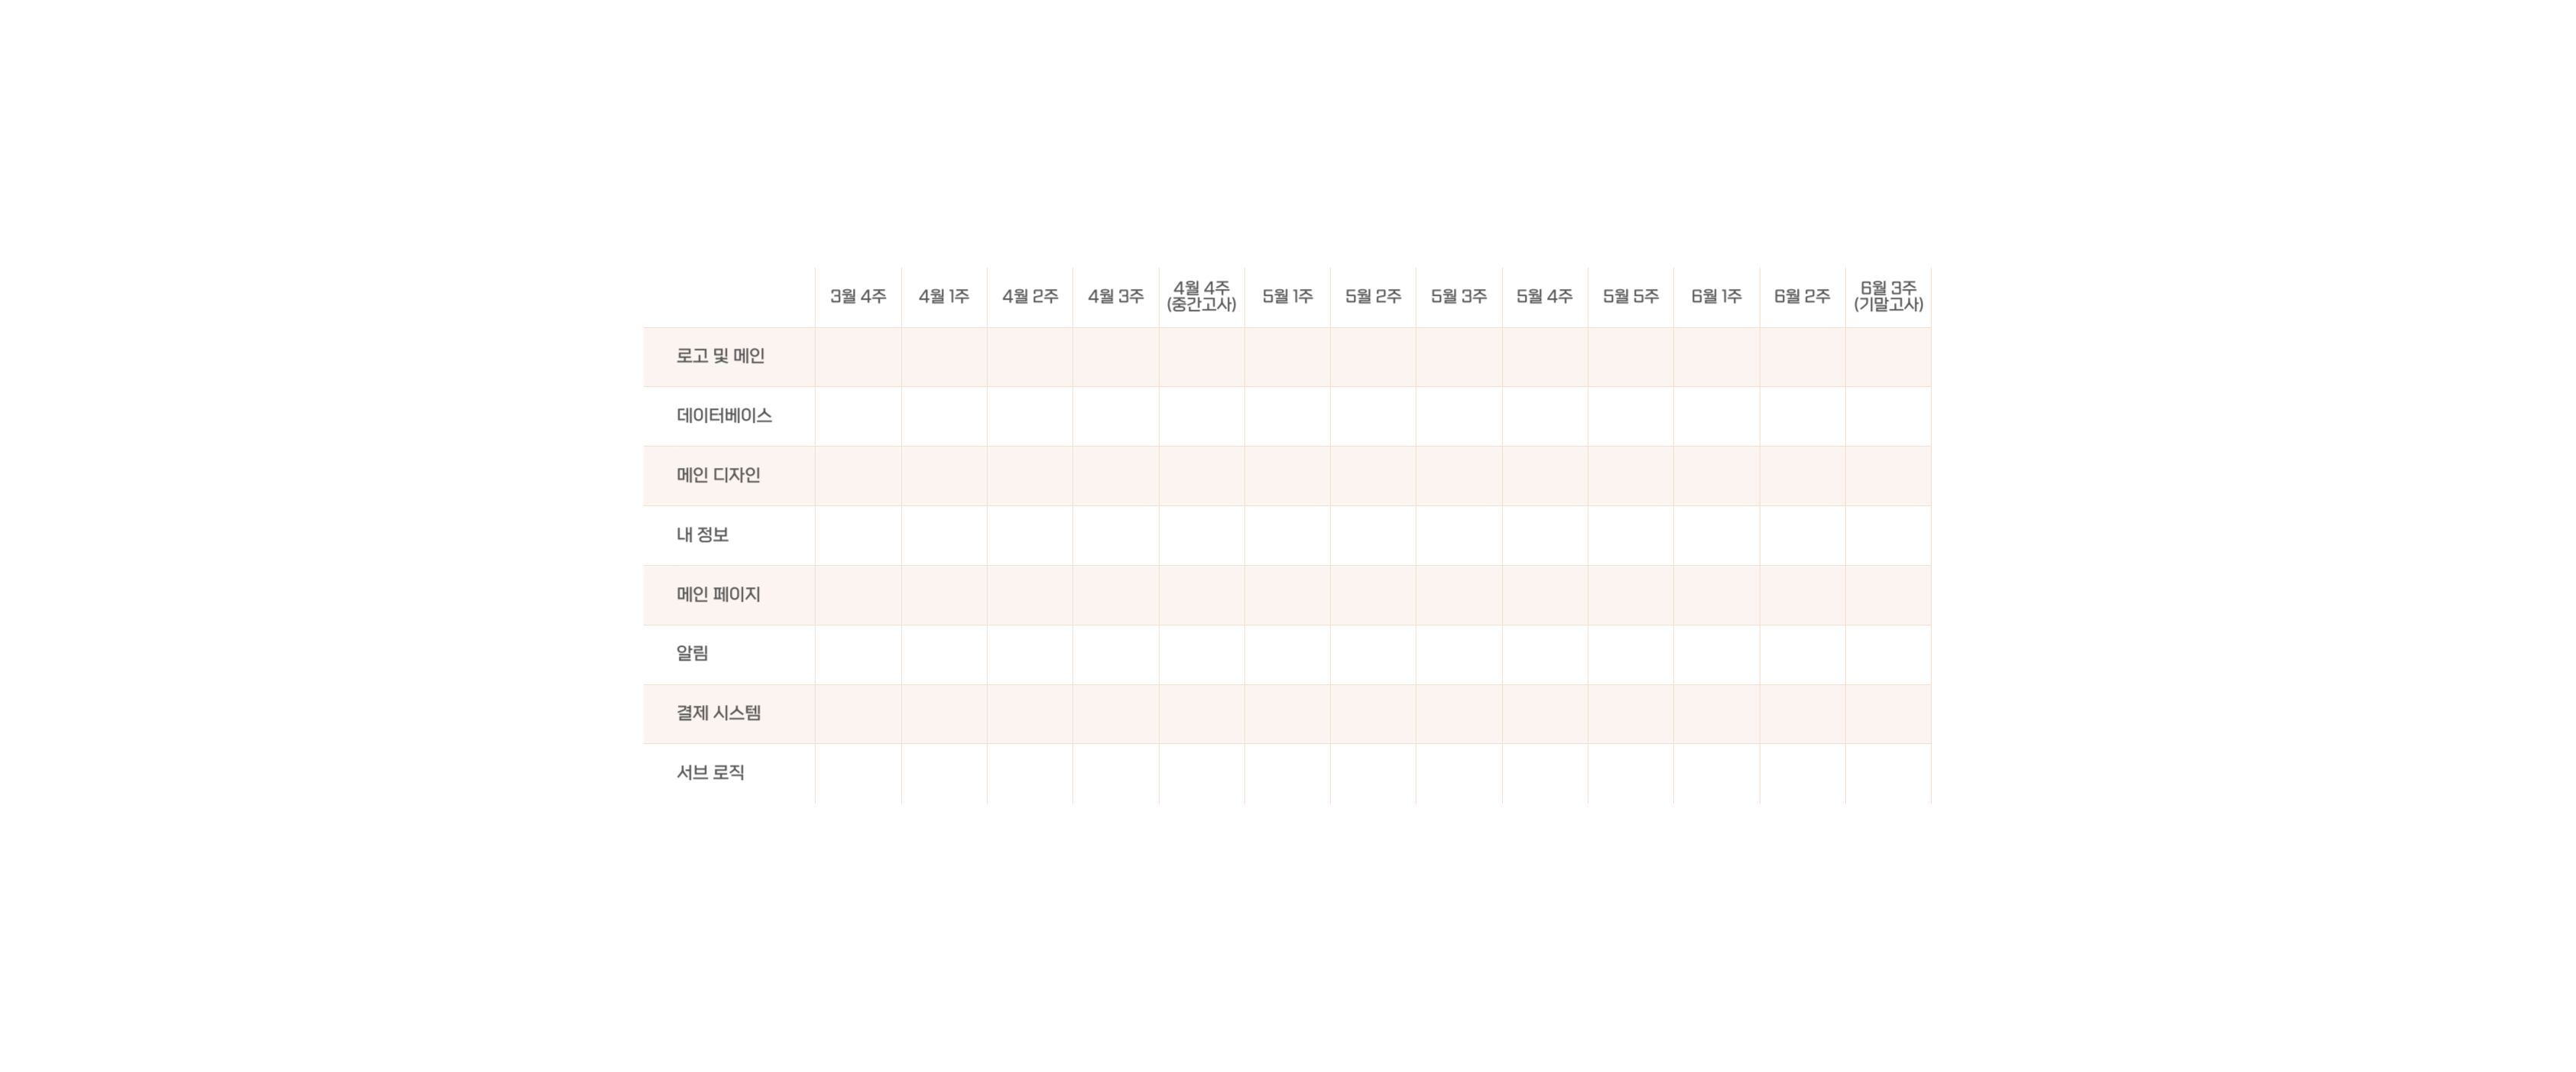 3월 4주 4월 1주 4월 2주 4월 3주 4월 4주 (중간고사) 5월 1주 5월 2주 5월 3주 5월 4주 5월 5주 6월 1주 6월 2주 6월 3주 (기말고사)
로고 및 메인
데이터베이스
메인 디자인
내 정보
메인 페이지
알림
결제 시스템
서브 로직